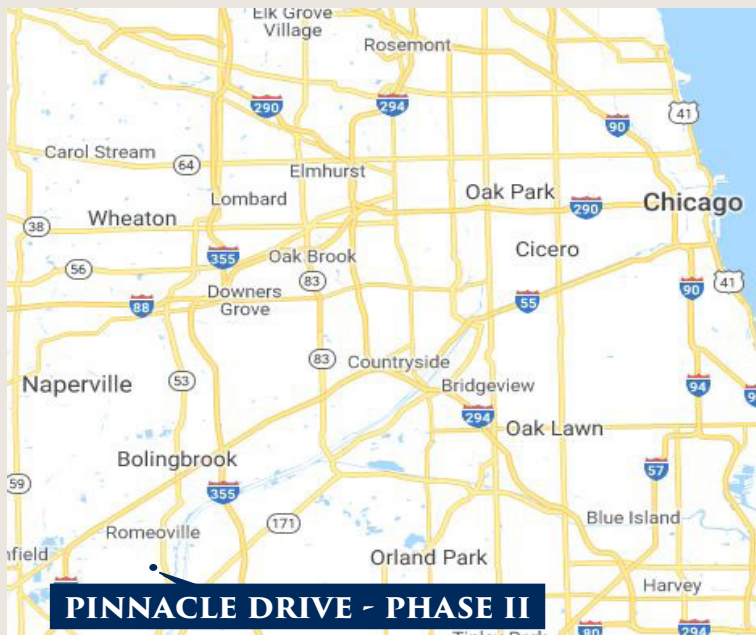 Elk Grove
Village
Rosemont
290
294
41
90
Carol Stream
64
Elmhurst
Lombard
Oak Park
290
Chicago
38
Wheaton
Cicero
355
Oak Brook
56
83
90
41
Downers
Grove
88
55
83
Countryside
Naperville
53
Bridgeview
94
9
294
Oak Lawn
Bolingbrook
57
59
355
171
Blue Island
Romeoville
nfield
Orland Park
Harvey
PINNACLE DRIVE - PHASE II
80
294